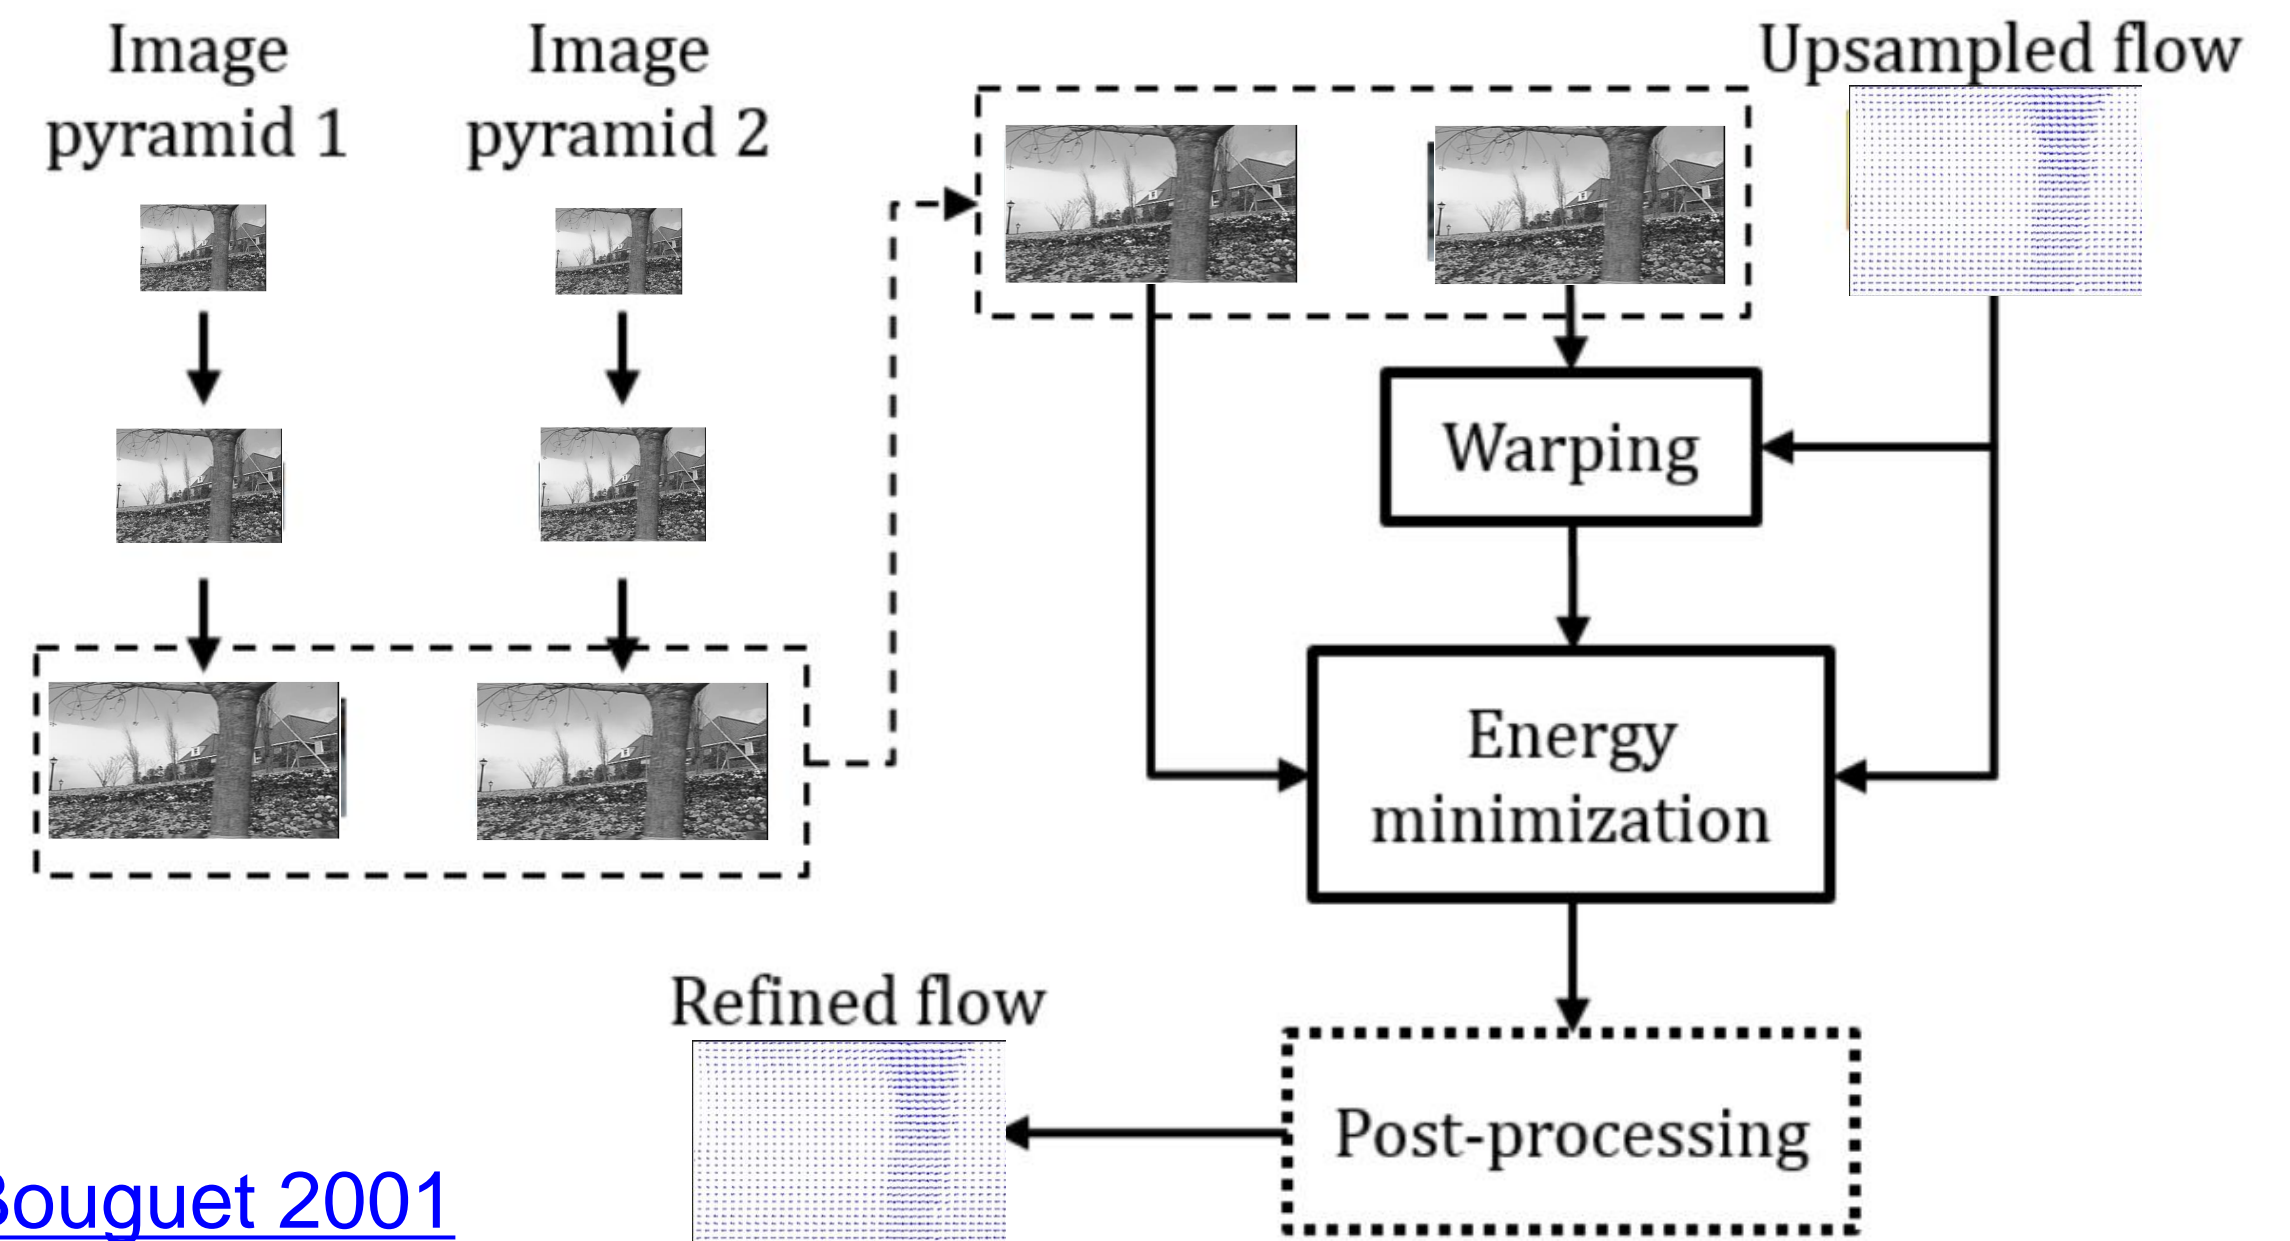 Image
pyramid 1
Image
pyramid 2
Upsampled flow
Warping
Energy
minimization
Refined flow
Post-processing
Bouguet 2001